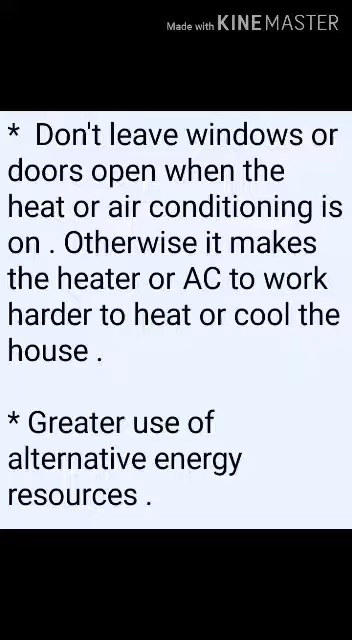 Made with KINEMASTER
* Don't leave windows or
doors open when the
heat or air conditioning is
on . Otherwise it makes
the heater or AC to work
harder to heat or cool the
house .
* Greater use of
alternative energy
resources .